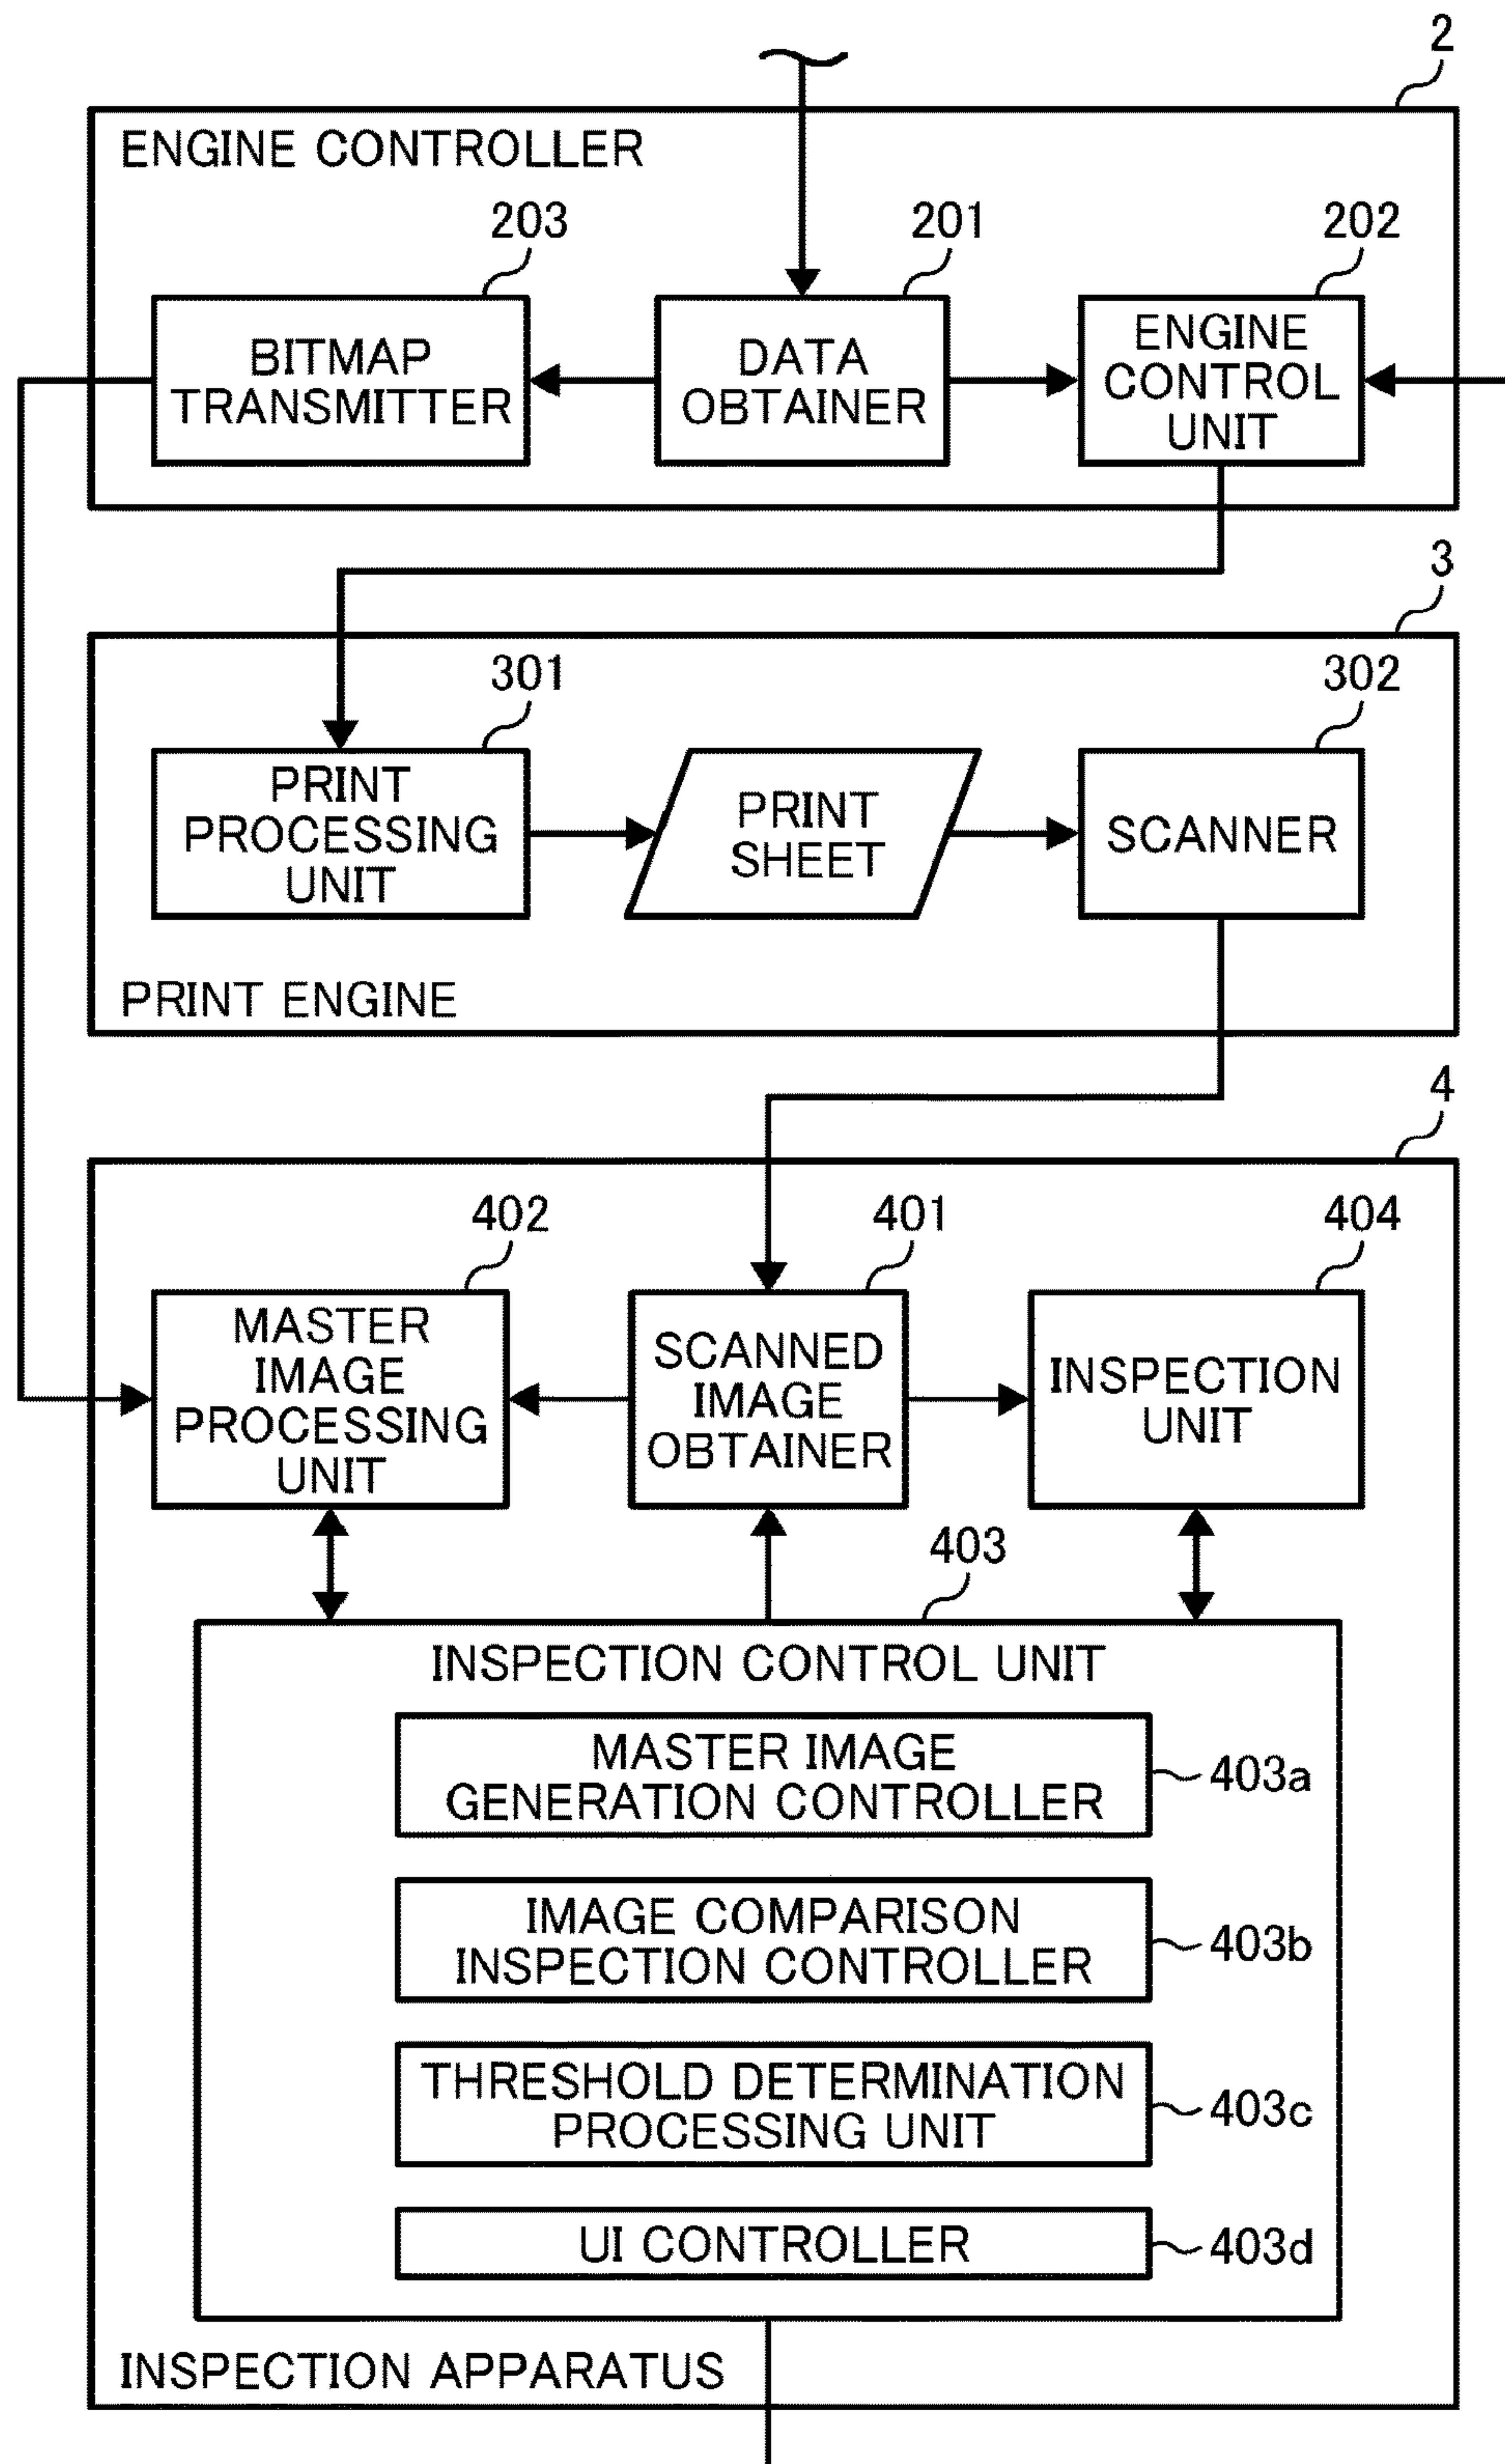 2
ENGINE CONTROLLER
203
201
202
BITMAP
TRANSMITTER
DATA
OBTAINER
ENGINE
CONTROL
UNIT
3
301
302
PRINT
PROCESSING
UNIT
PRINT
SHEET
SCANNER
PRINT ENGINE
4
402
401
404
MASTER
IMAGE
PROCESSING
UNIT
SCANNED
IMAGE
OBTAINER
INSPECTION
UNIT
403
INSPECTION CONTROL UNIT
MASTER IMAGE
GENERATION CONTROLLER
403a
IMAGE COMPARISON
INSPECTION CONTROLLER
403b
THRESHOLD DETERMINATION
PROCESSING UNIT
403c
UI CONTROLLER
403d
INSPECTION APPARATUS